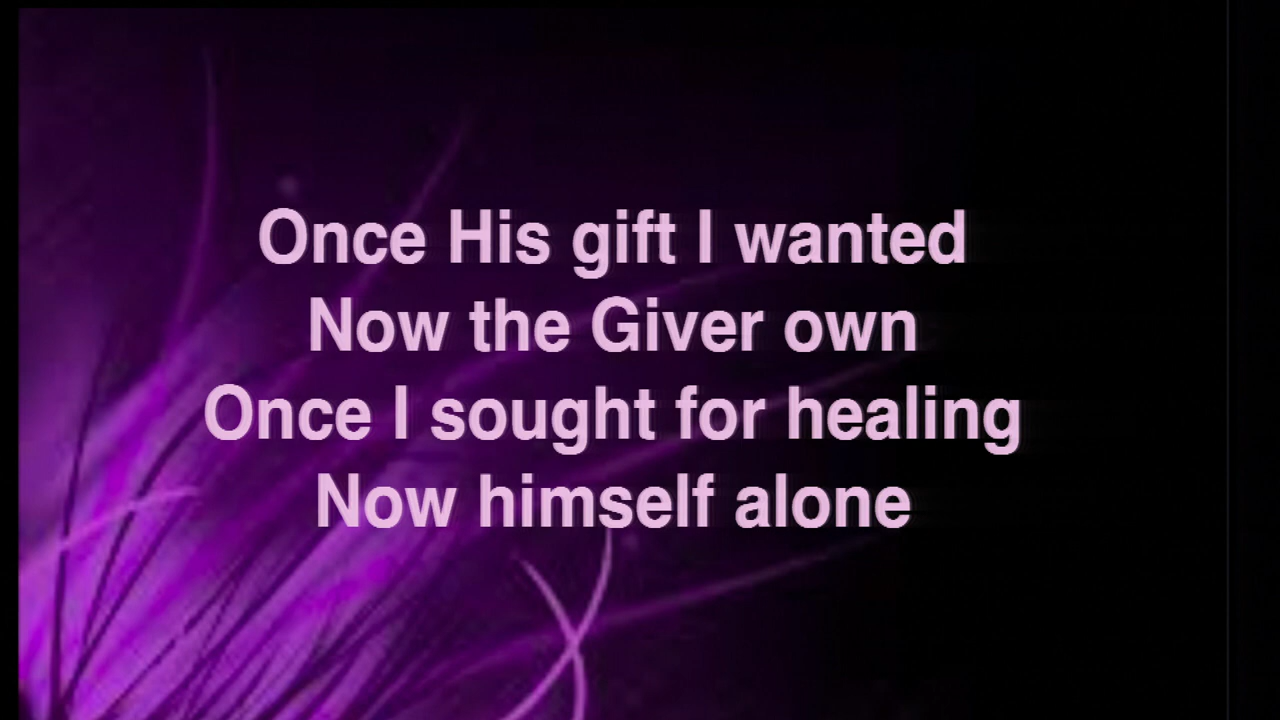 Once His gift I wanted
Now the Giver own
Once I sought for healing
Now himself alone